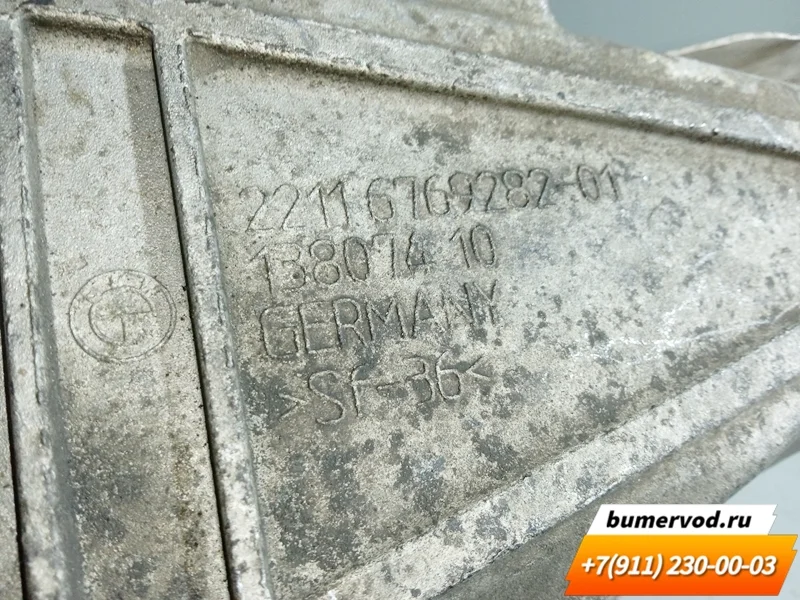 2211 6769282-01
138074 10
GERMANY
>Sf-36<
bumervod.ru
+7(911) 230-00-03